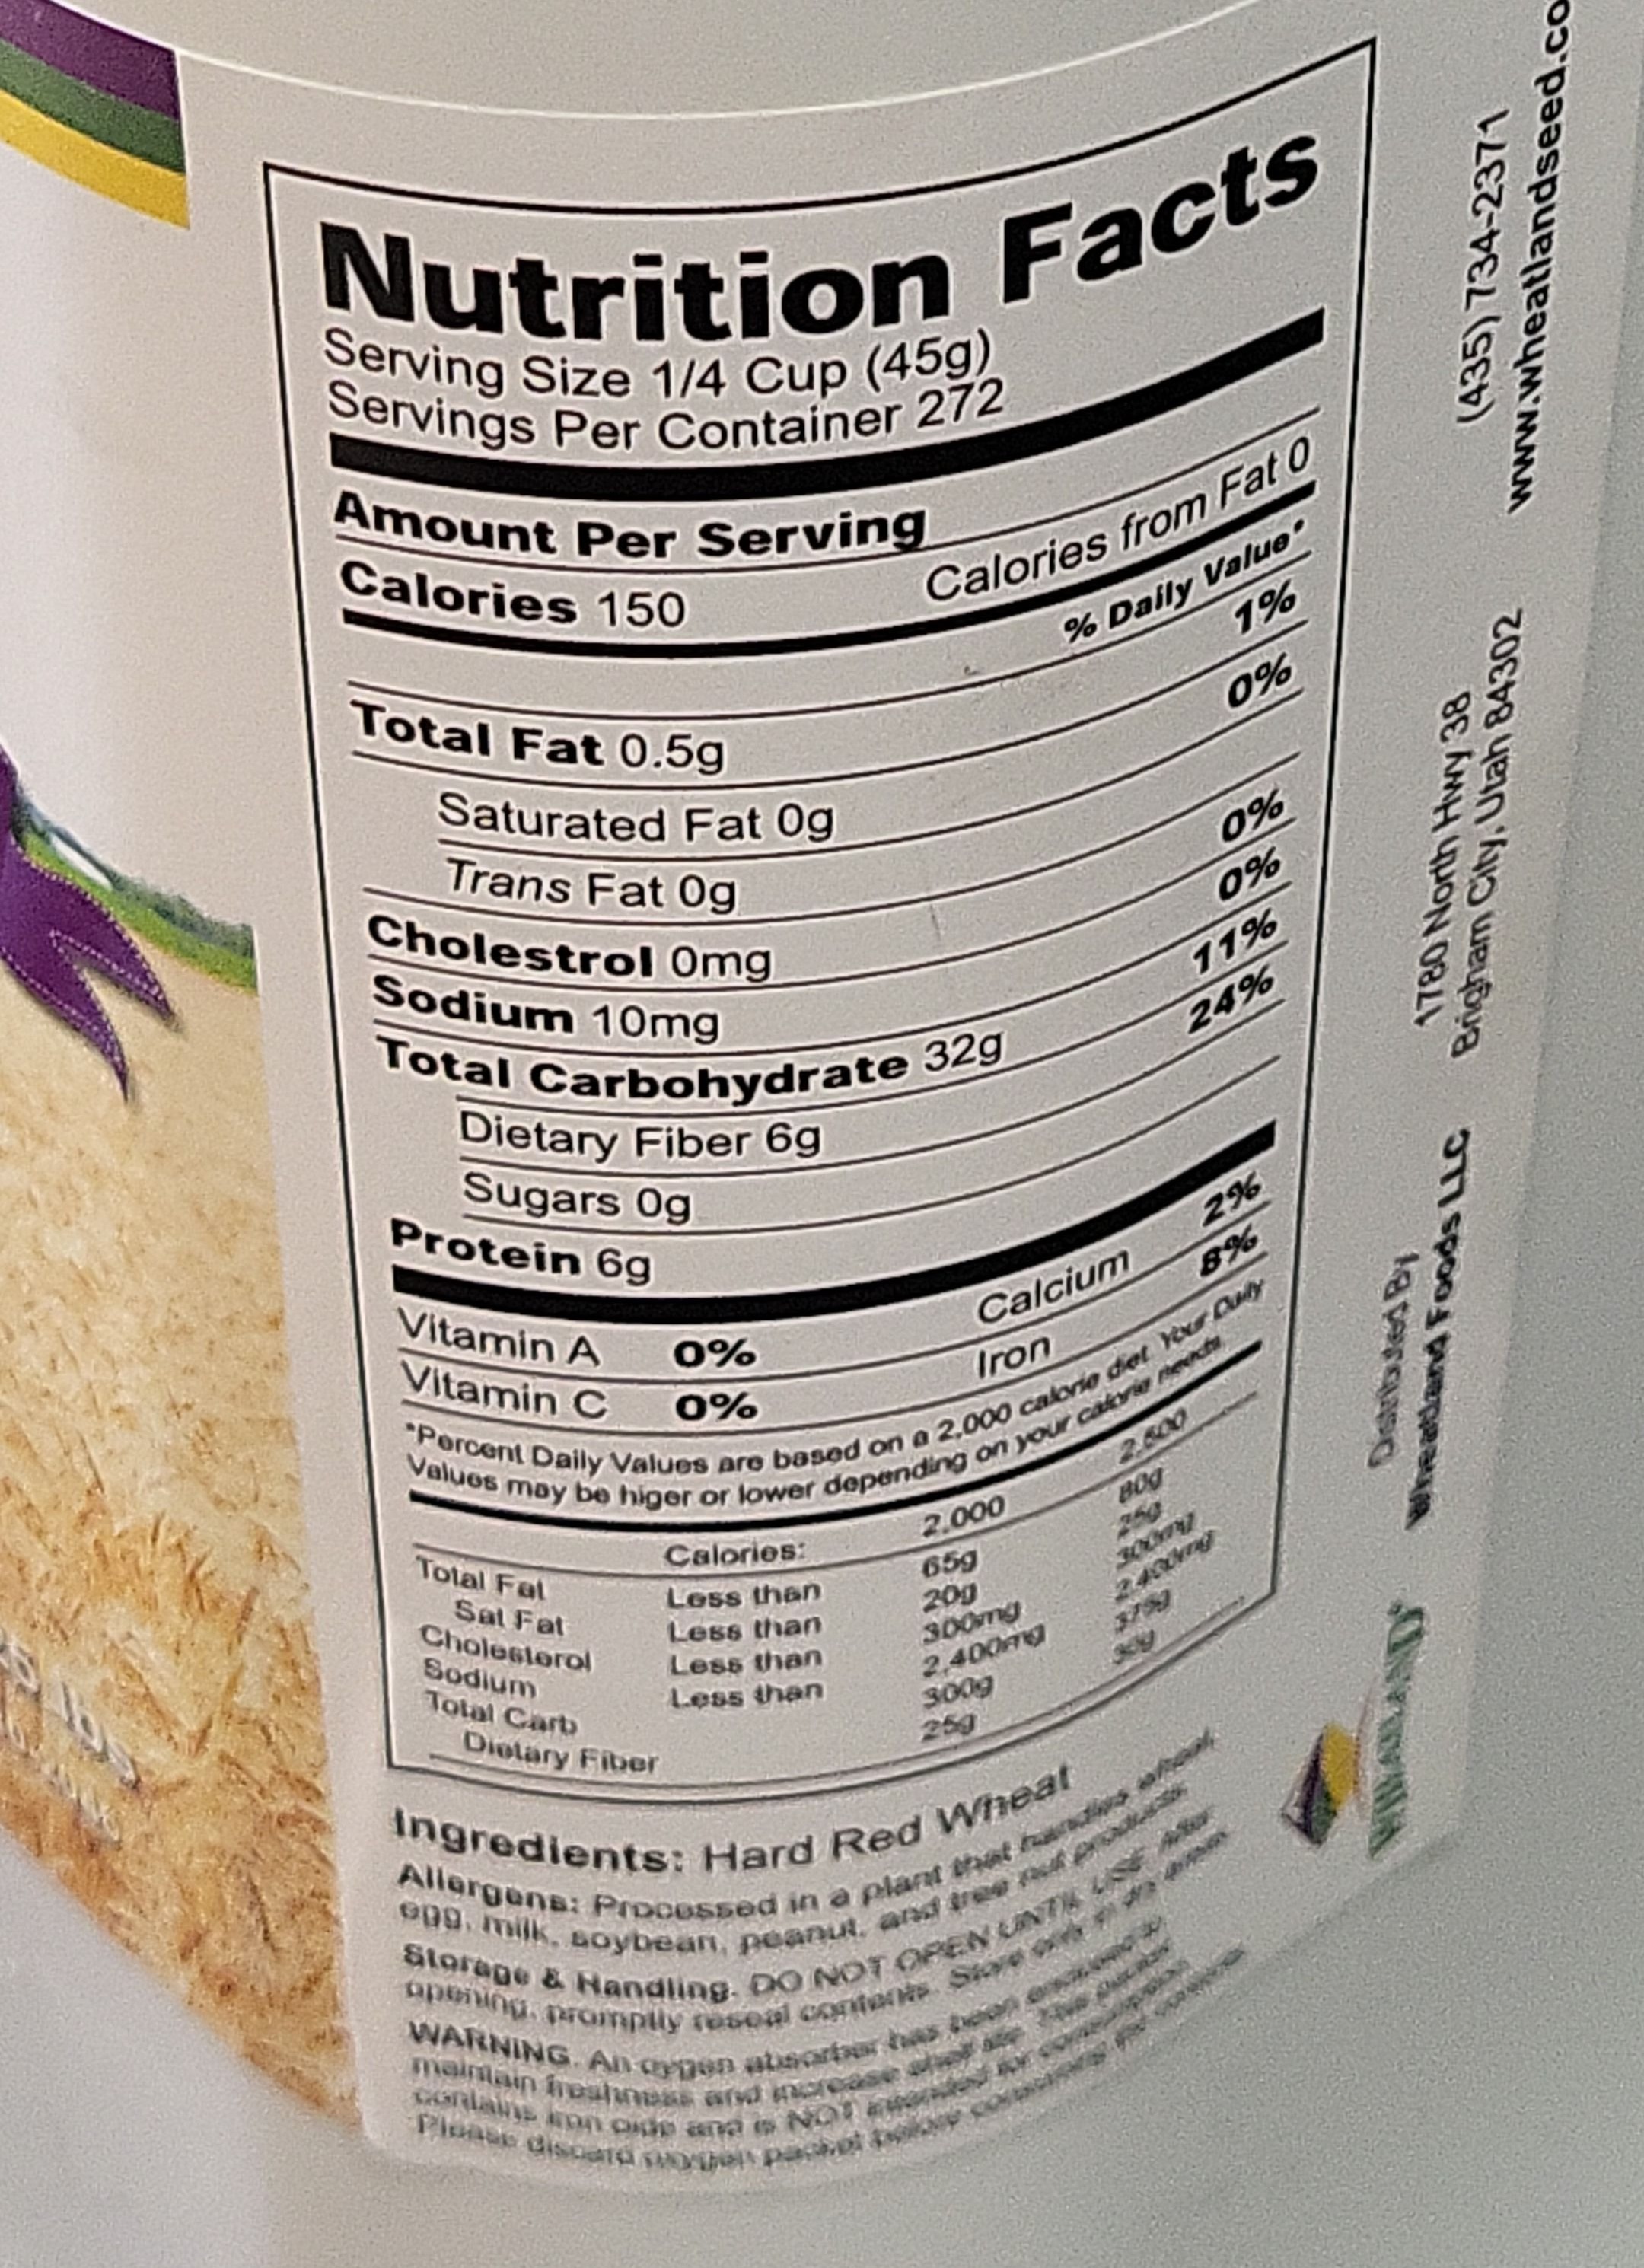 Nutrition Facts
Serving Size 1/4 Cup (45g)
Servings Per Container 272
Amount Per Serving
Calories 150 Calories from Fat 0
% Daily Value*
Total Fat 0.5g 1%
Saturated Fat 0g 0%
Trans Fat 0g
Cholestrol 0mg 0%
Sodium 10mg 0%
Total Carbohydrate 32g 11%
Dietary Fiber 6g 24%
Sugars 0g
Protein 6g
Vitamin A 0% Calcium 2%
Vitamin C 0% Iron 8%
*Percent Daily Values are based on a 2,000 calorie diet. Your Daily
Values may be higer or lower depending on your calorie needs.
Calories: 2,000 2,500
Total Fat Less than 65g 80g
Sat Fat Less than 20g 25g
Cholesterol Less than 300mg 300mg
Sodium Less than 2,400mg 2,400mg
Total Carb 300g 375g
Dietary Fiber 25g 30g
Ingredients: Hard Red Wheat
Allergens: Processed in a plant that handles wheat,
egg, milk, soybean, peanut, and tree nut products.
Storage & Handling. DO NOT OPEN UNTIL USE. After
opening, promptly reseal contents. Store
WARNING. An absorber has been enclosed to
maintain freshness and increase shelf This packet
contains iron and is NOT intended for consumption
Please discard packet before
(435) 734-2371
www.wheatlandseed.co
1780 North Hwy 38
Brigham City, Utah 84302
Distributed By
Wheatland Foods LLC
WHEATLAND
lbs